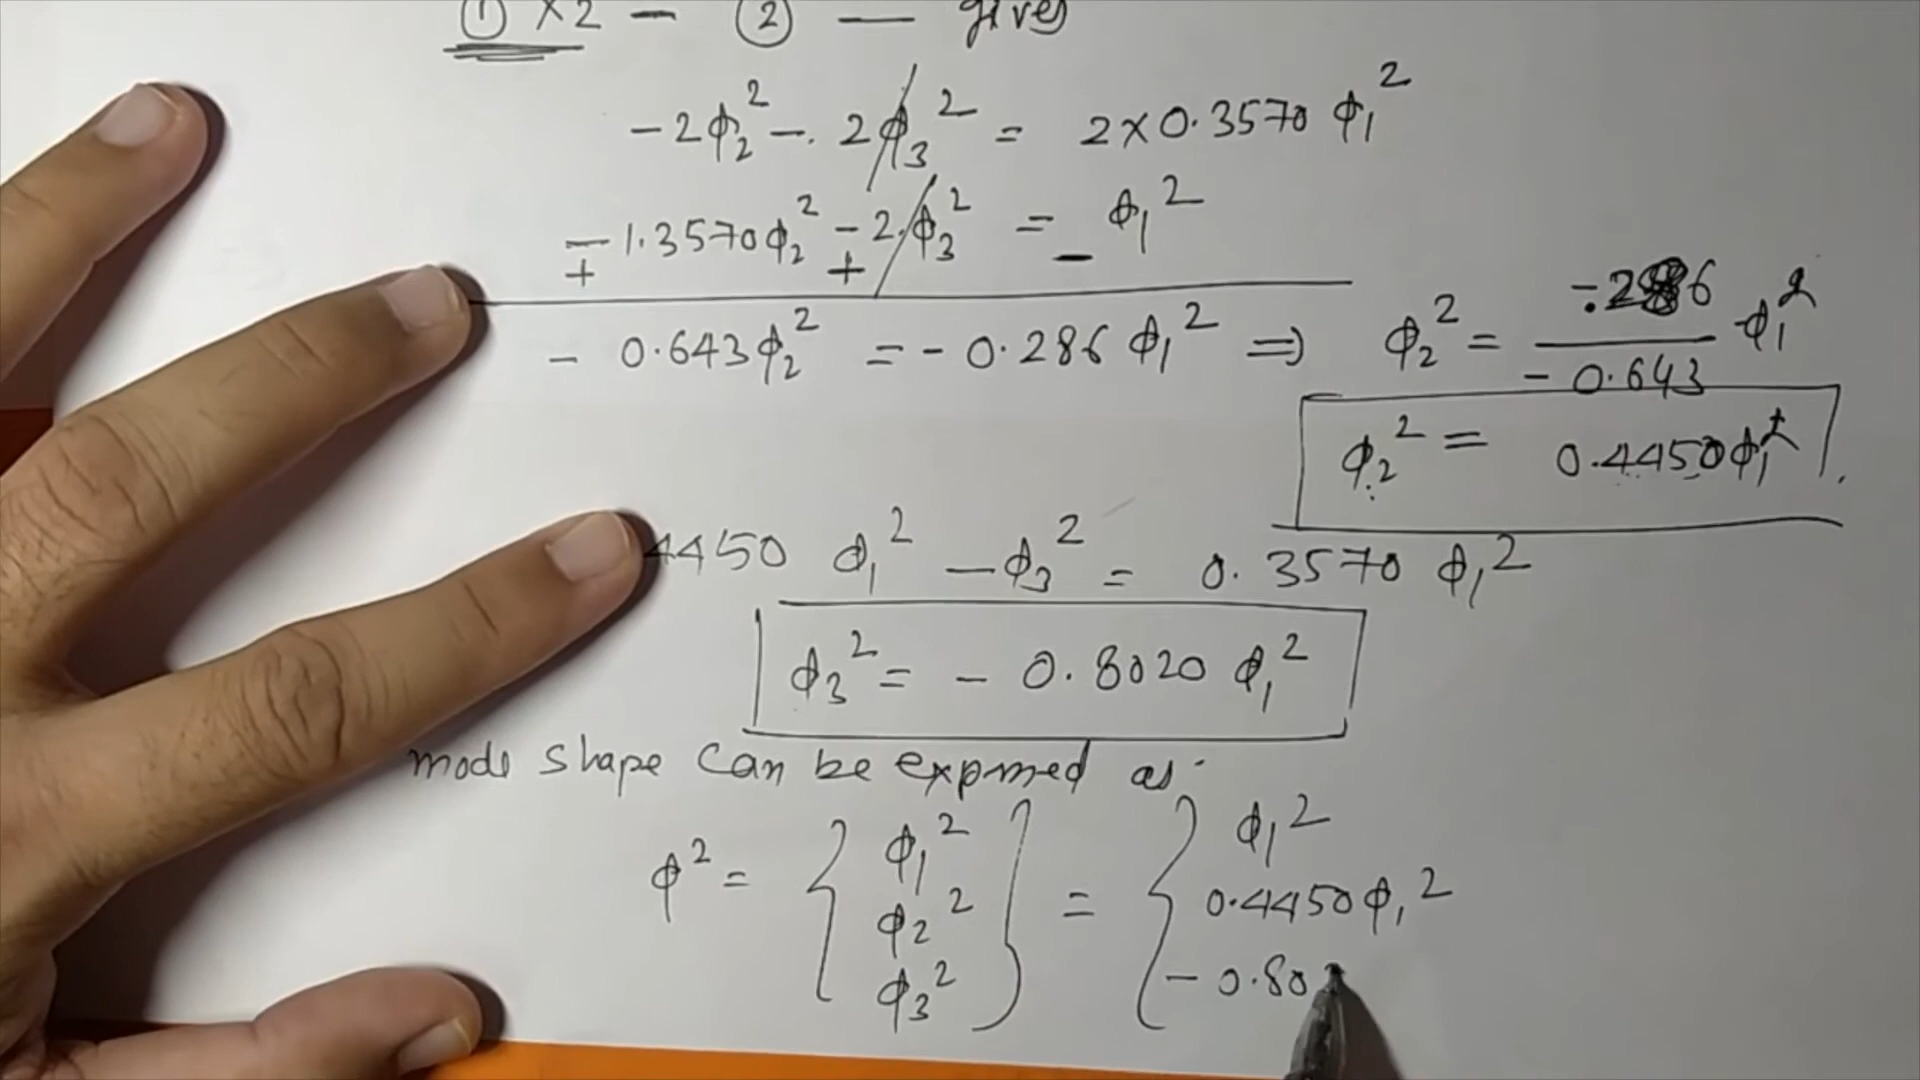 ① ×2 — ② — gives
-2ϕ₂² - 2ϕ₃² = 2×0.3570 ϕ₁²
-1.3570ϕ₂² - 2ϕ₃² = ϕ₁²
+ + -
- 0.643ϕ₂² = - 0.286 ϕ₁² ⇒ ϕ₂² = -.286 / - 0.643 ϕ₁²
ϕ₂² = 0.4450ϕ₁²
4450 ϕ₁² - ϕ₃² = 0.3570 ϕ₁²
ϕ₃² = - 0.8020 ϕ₁²
mode shape can be expressed as:
ϕ² = { ϕ₁² ϕ₂² ϕ₃² } = { ϕ₁²
0.4450ϕ₁²
- 0.80